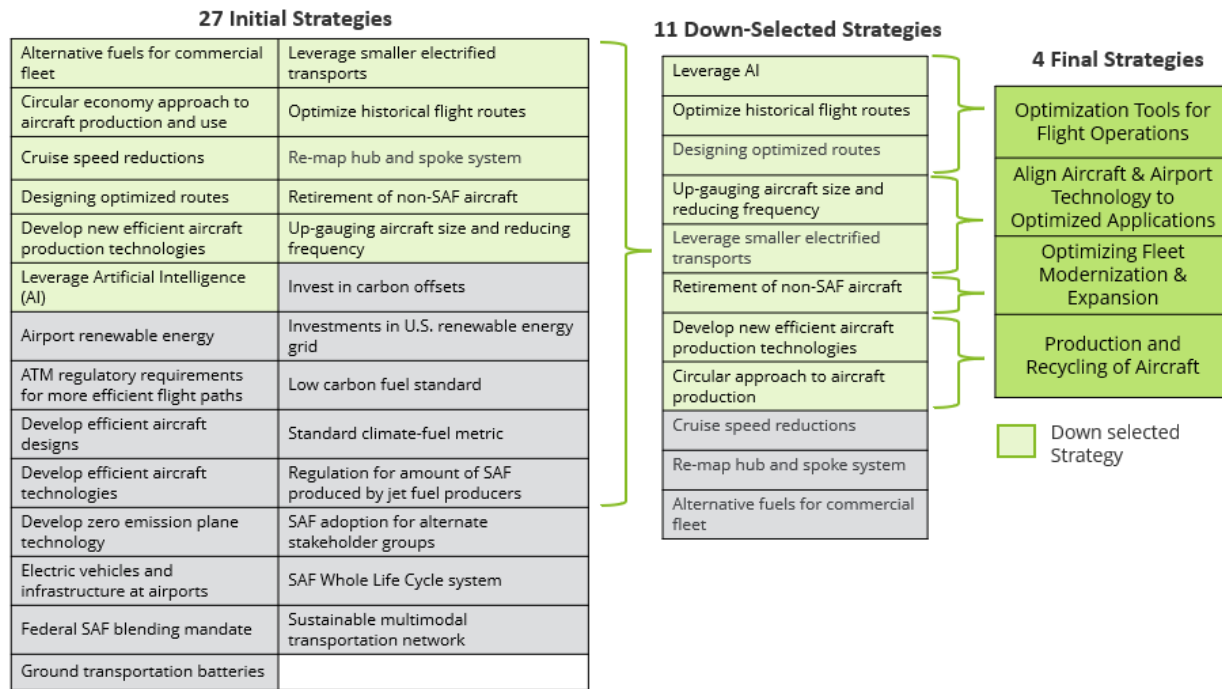 27 Initial Strategies
Alternative fuels for commercial
fleet
Leverage smaller electrified
transports
Circular economy approach to
aircraft production and use
Optimize historical flight routes
Cruise speed reductions
Re-map hub and spoke system
Designing optimized routes
Retirement of non-SAF aircraft
Develop new efficient aircraft
production technologies
Up-gauging aircraft size and reducing
frequency
Leverage Artificial Intelligence
(AI)
Invest in carbon offsets
Airport renewable energy
Investments in U.S. renewable energy
grid
ATM regulatory requirements
for more efficient flight paths
Low carbon fuel standard
Develop efficient aircraft
designs
Standard climate-fuel metric
Develop efficient aircraft
technologies
Regulation for amount of SAF
produced by jet fuel producers
Develop zero emission plane
technology
SAF adoption for alternate
stakeholder groups
Electric vehicles and
infrastructure at airports
SAF Whole Life Cycle system
Federal SAF blending mandate
Sustainable multimodal
transportation network
Ground transportation batteries
11 Down-Selected Strategies
Leverage AI
Optimize historical flight routes
Designing optimized routes
Up-gauging aircraft size and
reducing frequency
Leverage smaller electrified
transports
Retirement of non-SAF aircraft
Develop new efficient aircraft
production technologies
Circular approach to aircraft
production
Cruise speed reductions
Re-map hub and spoke system
Alternative fuels for commercial
fleet
4 Final Strategies
Optimization Tools for
Flight Operations
Align Aircraft & Airport
Technology to
Optimized Applications
Optimizing Fleet
Modernization &
Expansion
Production and
Recycling of Aircraft
Down selected
Strategy